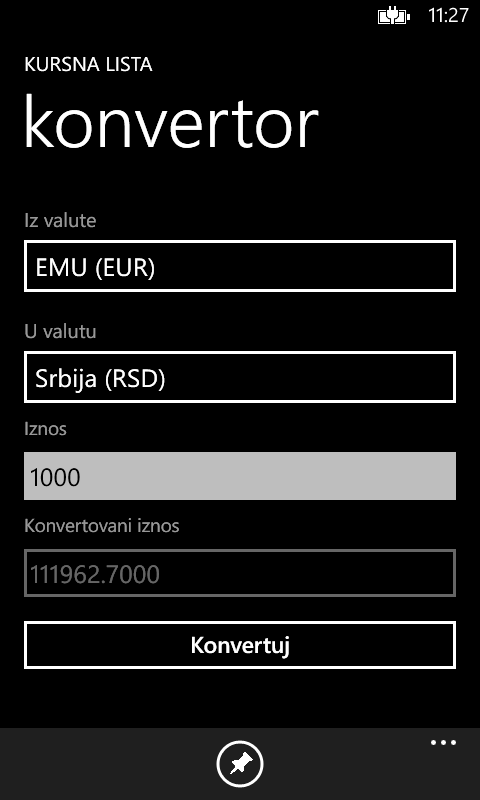 11:27
KURSNA LISTA
konvertor
Iz valute
EMU (EUR)
U valutu
Srbija (RSD)
Iznos
1000
Konvertovani iznos
111962.7000
Konvertuj